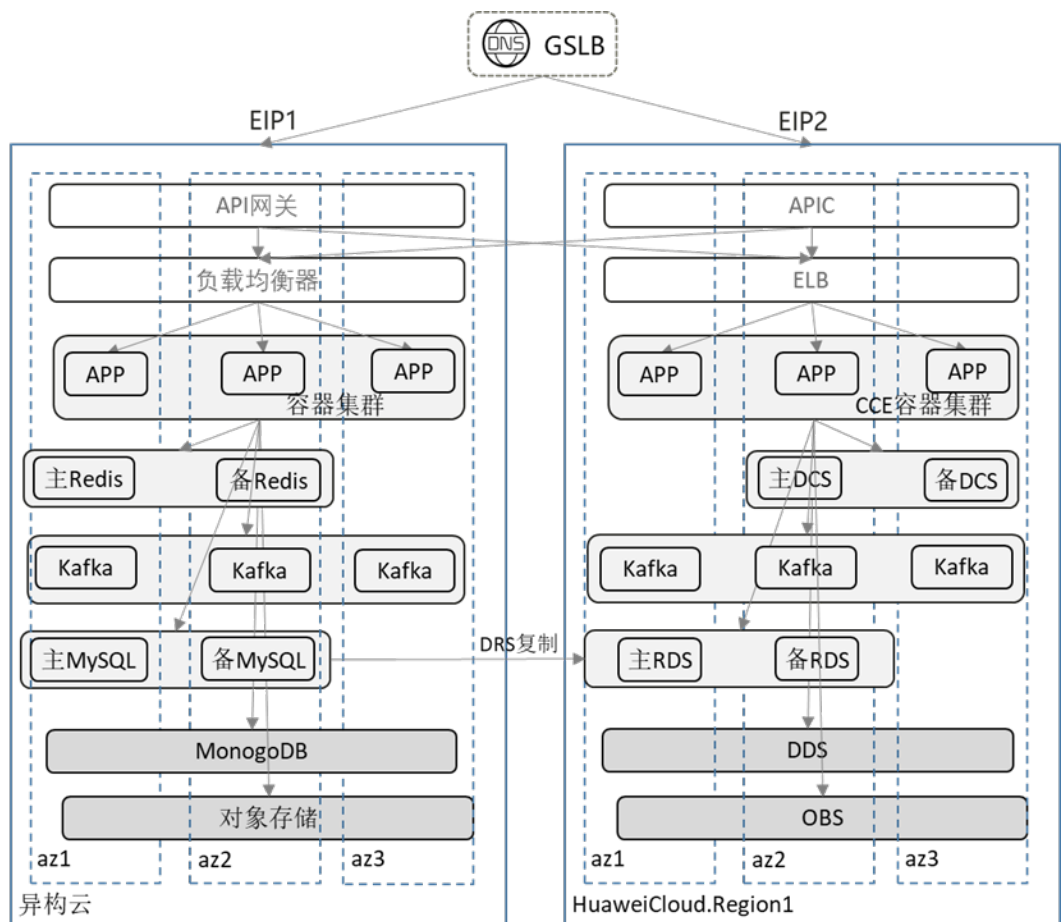 DNS GSLB
EIP1
EIP2
API网关
负载均衡器
APP
APP
APP
容器集群
主Redis
备Redis
Kafka
Kafka
Kafka
主MySQL
备MySQL
MonogoDB
对象存储
az1
az2
az3
异构云
DRS复制
APIC
ELB
APP
APP
APP
CCE容器集群
主DCS
备DCS
Kafka
Kafka
Kafka
主RDS
备RDS
DDS
OBS
az1
az2
az3
HuaweiCloud.Region1